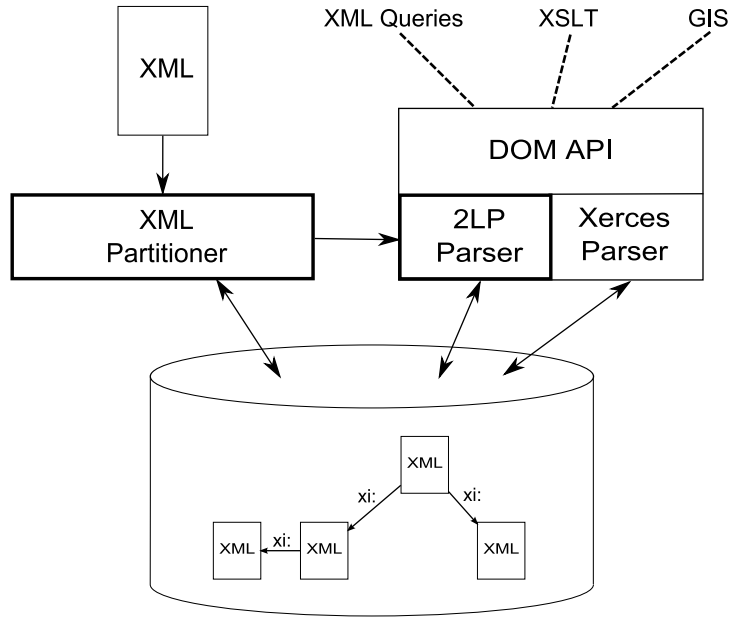 XML Queries
XSLT
GIS
XML
DOM API
XML
Partitioner
2LP
Parser
Xerces
Parser
XML
xi:
xi:
XML
xi:
XML
XML